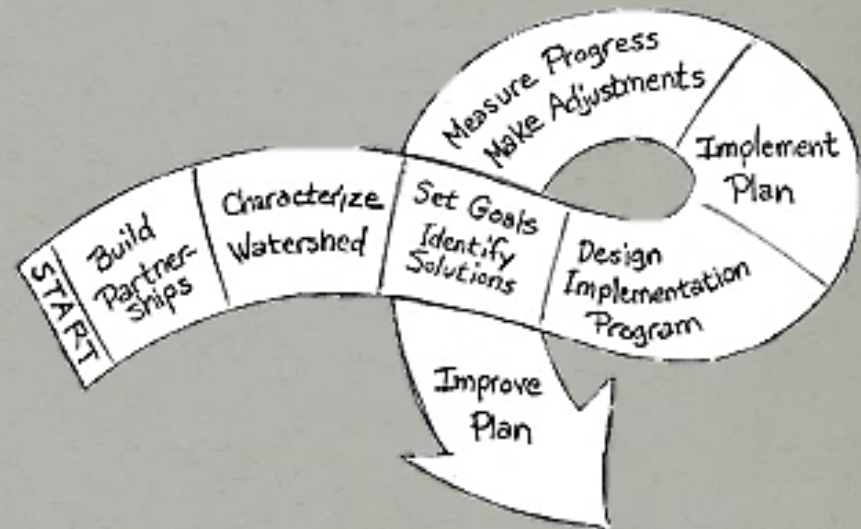 START
Build
Partner-
ships
Characterize
Watershed
Set Goals
Identify
Solutions
Design
Implementation
Program
Implement
Plan
Measure Progress
Make Adjustments
Improve
Plan